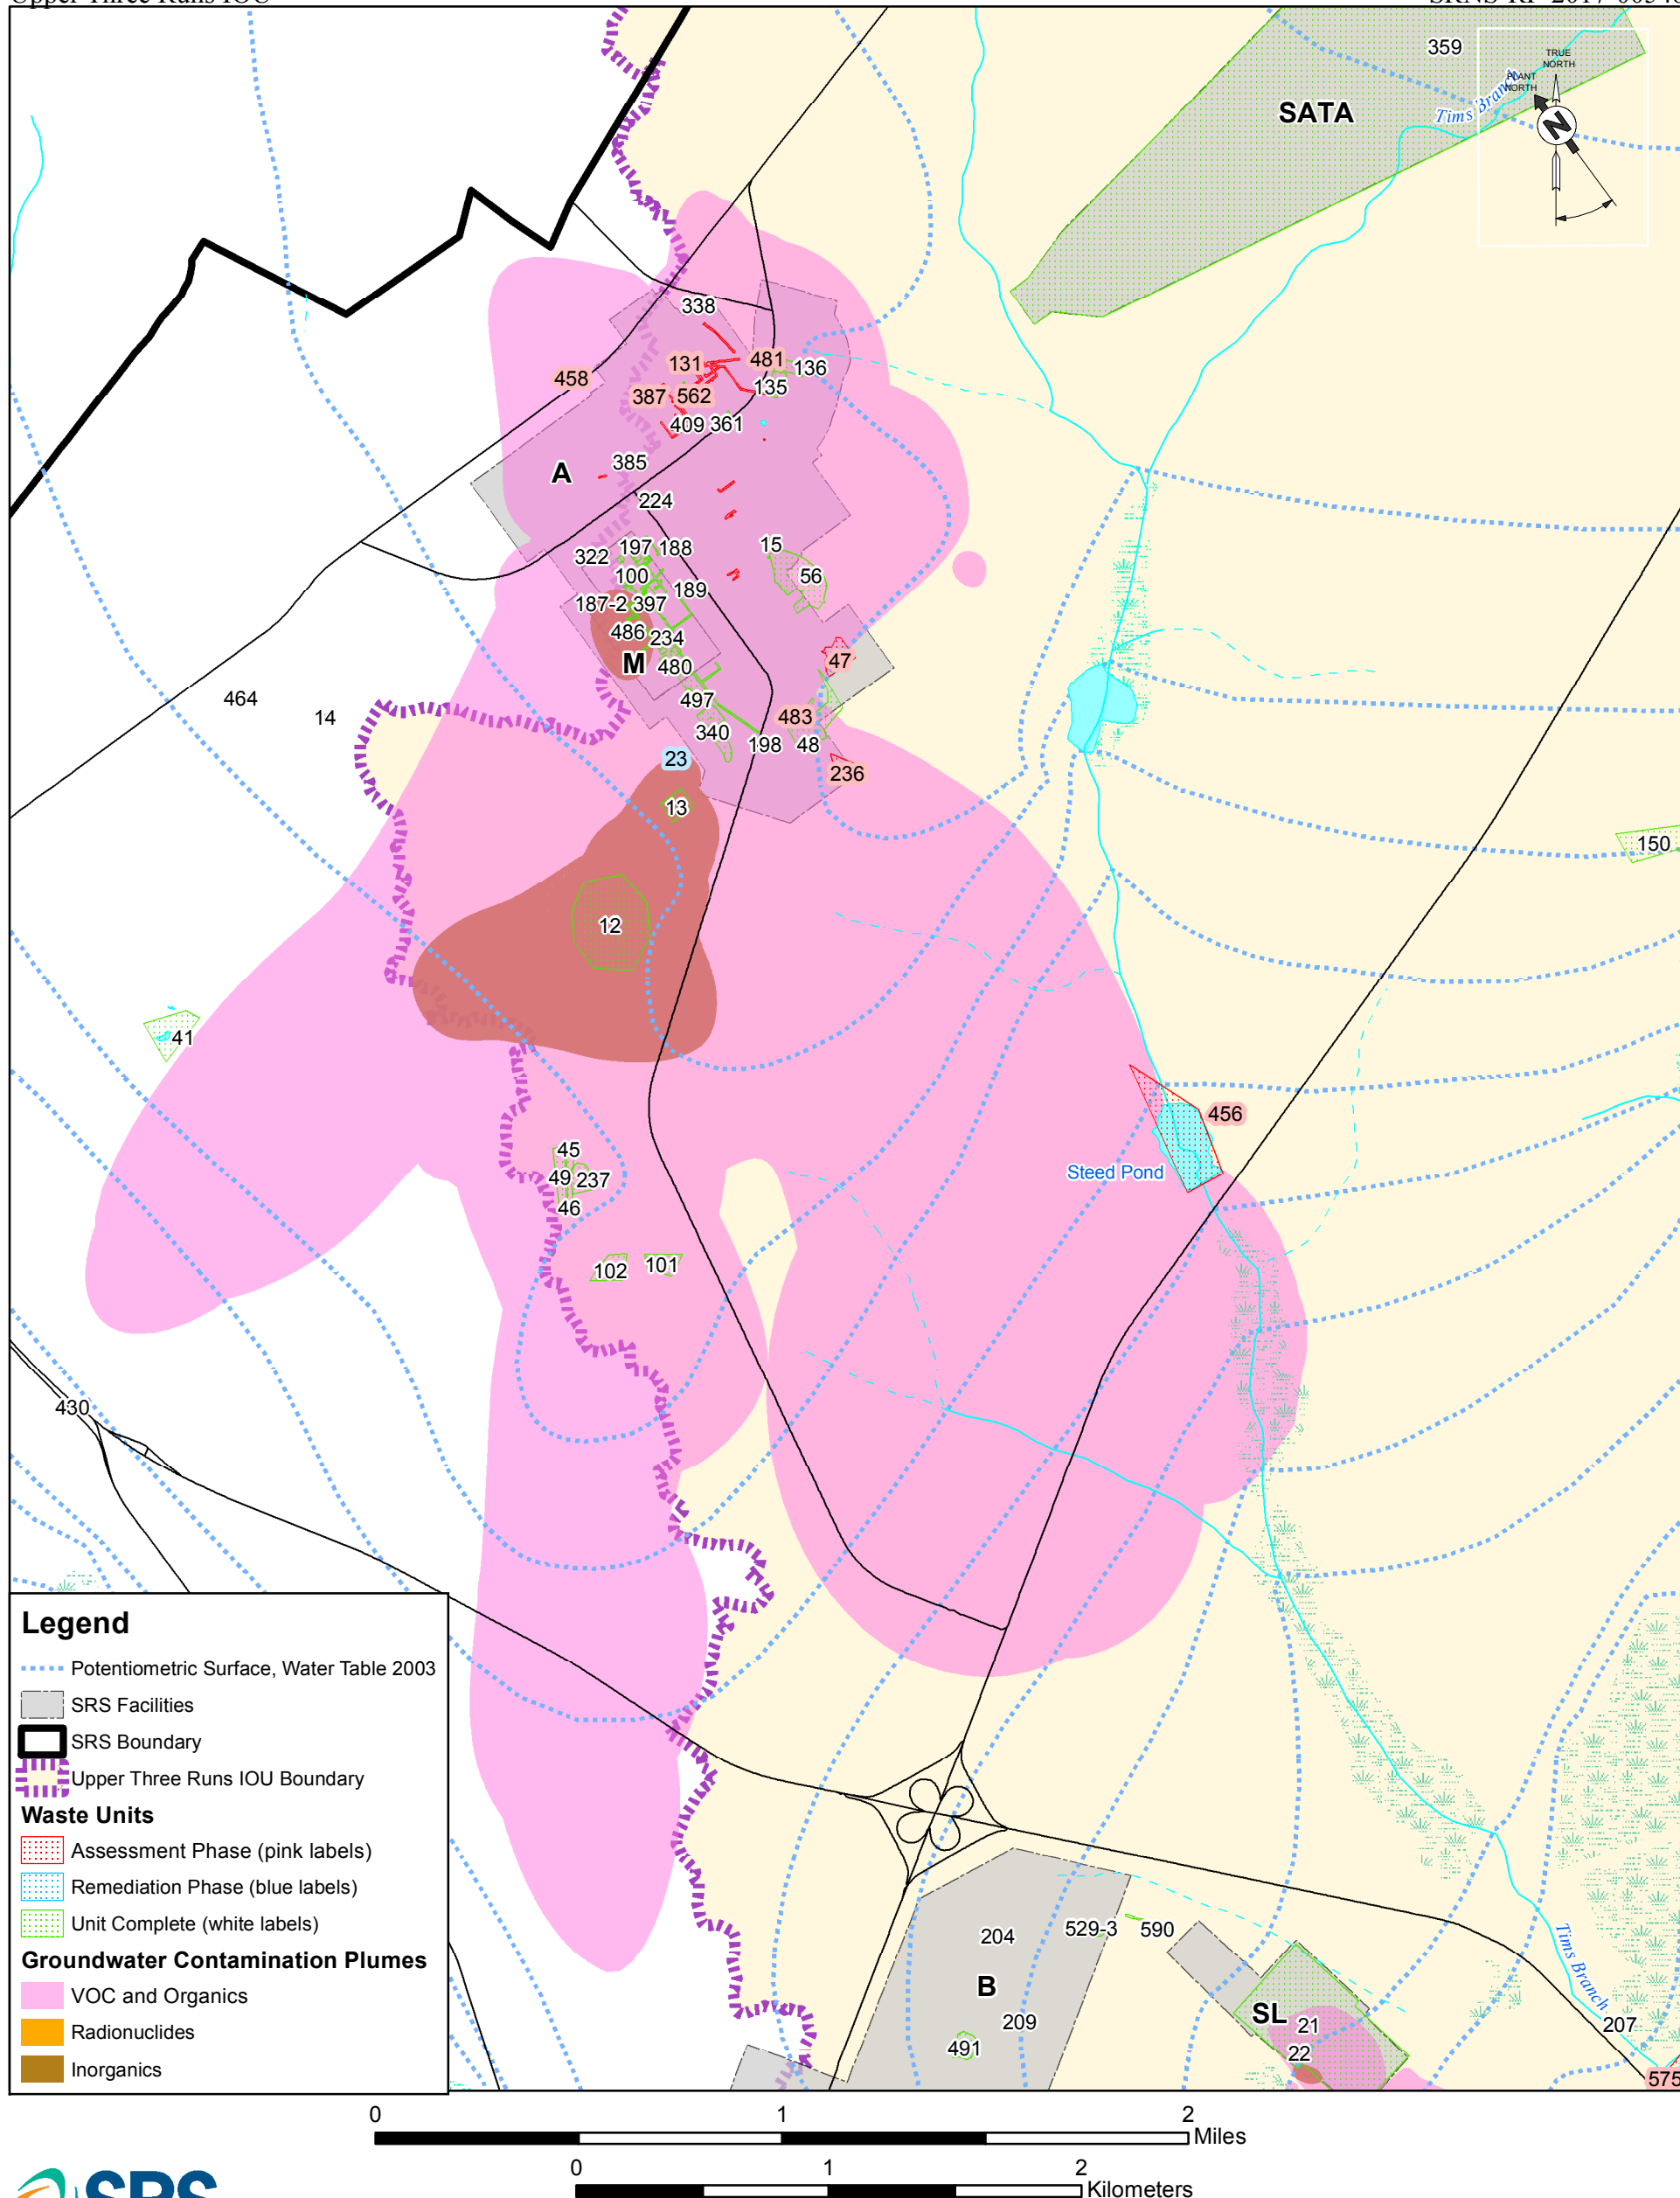 Upper Three Runs IOU
359
TRUE
NORTH
PLANT
NORTH
N
Tims Branch
SATA
338
131
481
136
458
387
562
135
409
361
385
A
224
322
197
188
15
100
56
189
187-2
397
486
234
M
480
47
464
14
497
483
340
198
48
23
236
13
150
12
41
456
45
Steed Pond
49
237
46
102
101
430
Legend
Potentiometric Surface, Water Table 2003
SRS Facilities
SRS Boundary
Upper Three Runs IOU Boundary
Waste Units
Assessment Phase (pink labels)
Remediation Phase (blue labels)
Unit Complete (white labels)
Groundwater Contamination Plumes
VOC and Organics
Radionuclides
Inorganics
204
529-3
590
B
209
491
SL
21
22
Tims Branch
207
575
0 1 2
Miles
0 1 2
Kilometers
SRS